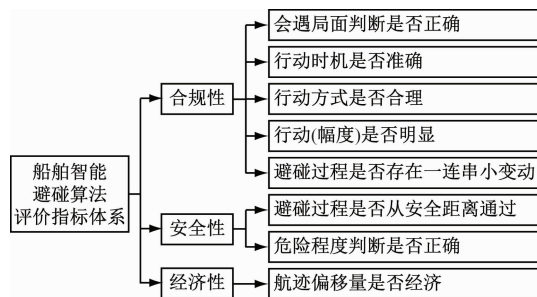 船舶智能
避碰算法
评价指标体系
合规性
会遇局面判断是否正确
行动时机是否准确
行动方式是否合理
行动(幅度)是否明显
避碰过程是否存在一连串小变动
安全性
避碰过程是否从安全距离通过
危险程度判断是否正确
经济性
航迹偏移量是否经济